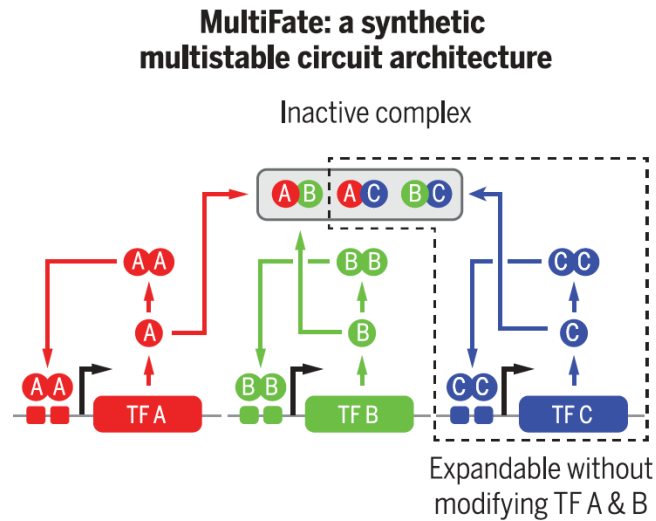 MultiFate: a synthetic
multistable circuit architecture
Inactive complex
A B A C B C
A A B B C C
A B C
A A B B C C
TF A TF B TF C
Expandable without
modifying TF A & B